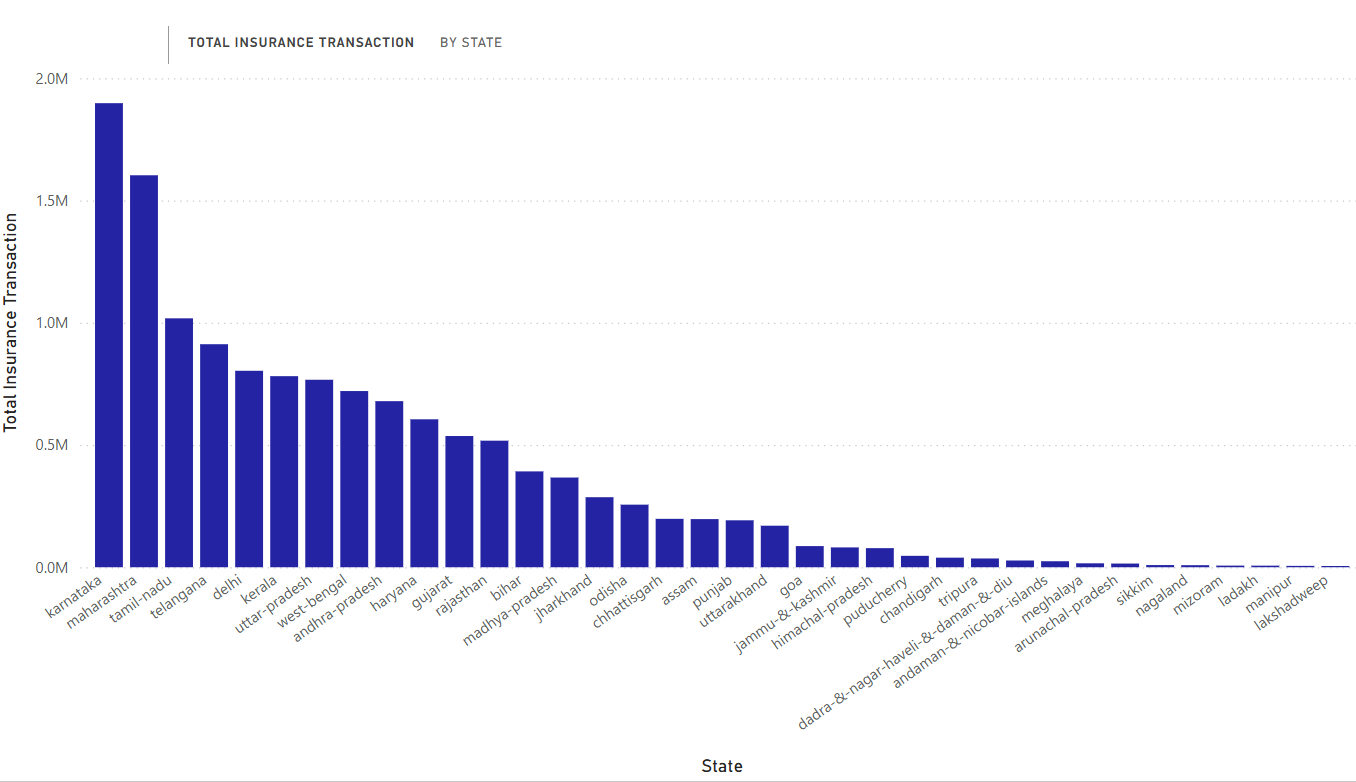 TOTAL INSURANCE TRANSACTION BY STATE
2.0M
1.5M
1.0M
0.5M
0.0M
Total Insurance Transaction
karnataka
maharashtra
tamil-nadu
telangana
delhi
kerala
uttar-pradesh
west-bengal
andhra-pradesh
haryana
gujarat
rajasthan
bihar
madhya-pradesh
jharkhand
odisha
chhattisgarh
assam
punjab
uttarakhand
goa
jammu-&-kashmir
himachal-pradesh
puducherry
chandigarh
tripura
dadra-&-nagar-haveli-&-daman-&-diu
andaman-&-nicobar-islands
meghalaya
arunachal-pradesh
sikkim
nagaland
mizoram
ladakh
manipur
lakshadweep
State